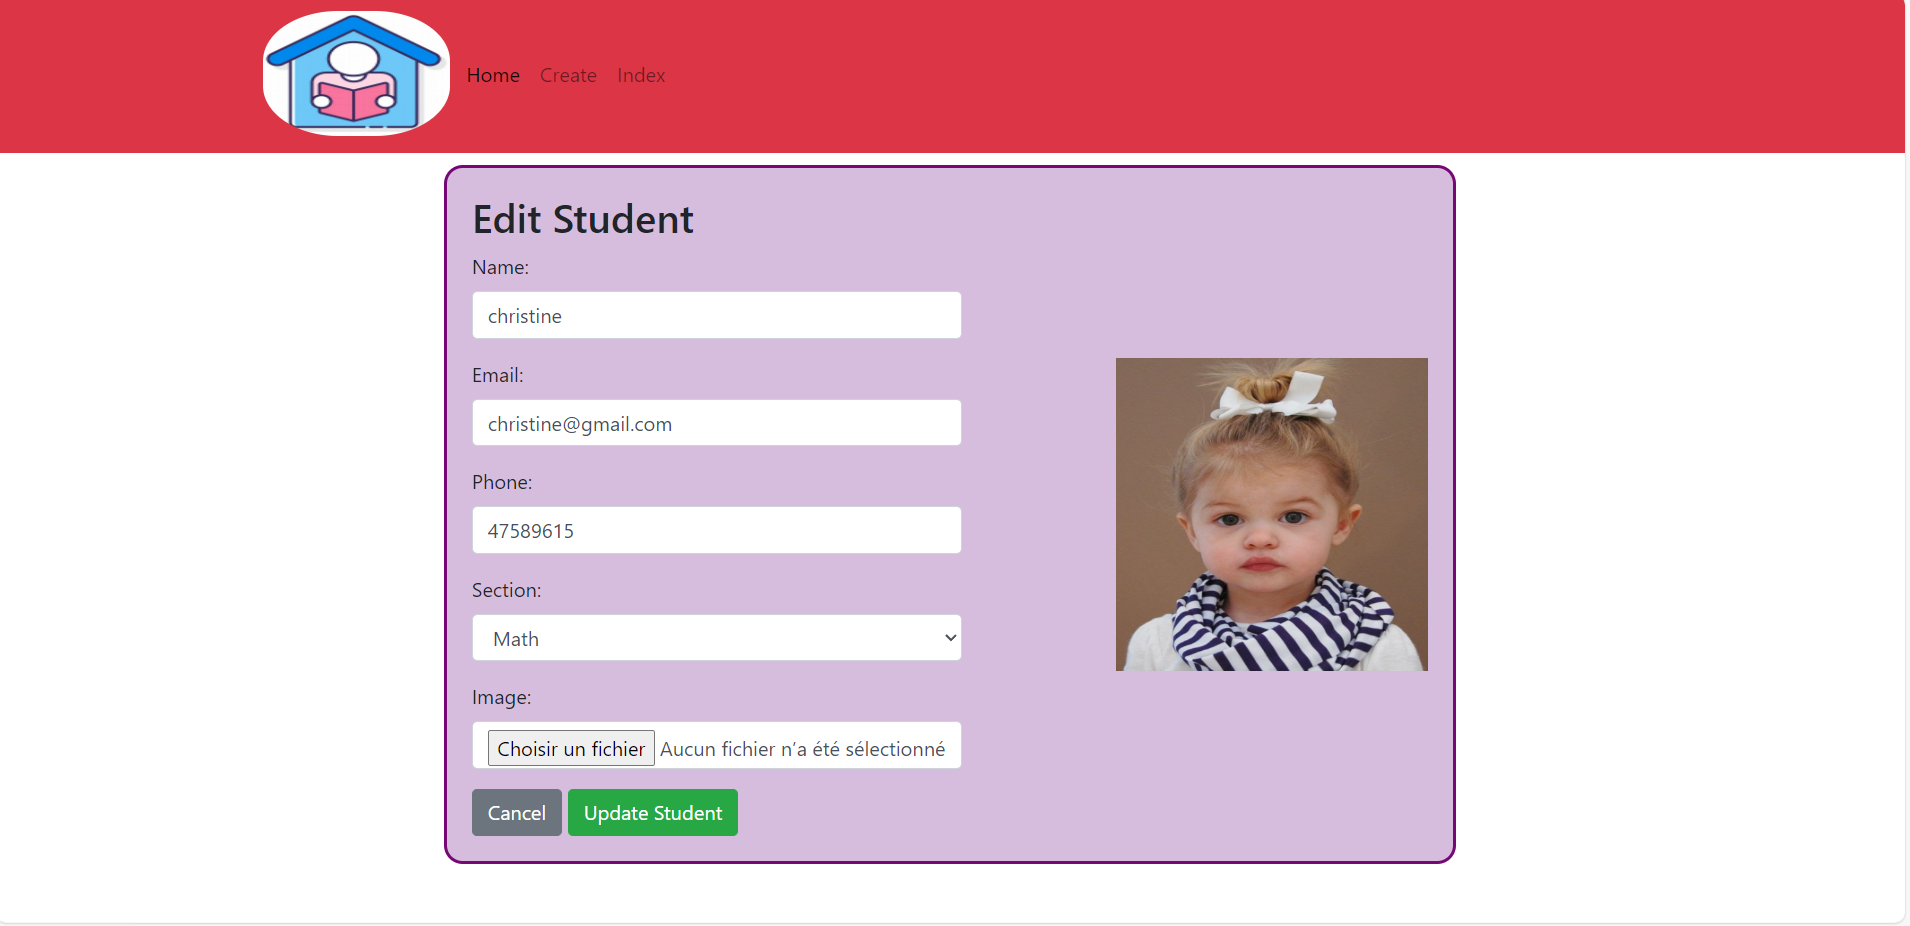 Home Create Index
Edit Student
Name:
christine
Email:
christine@gmail.com
Phone:
47589615
Section:
Math
Image:
Choisir un fichier Aucun fichier n’a été sélectionné
Cancel Update Student